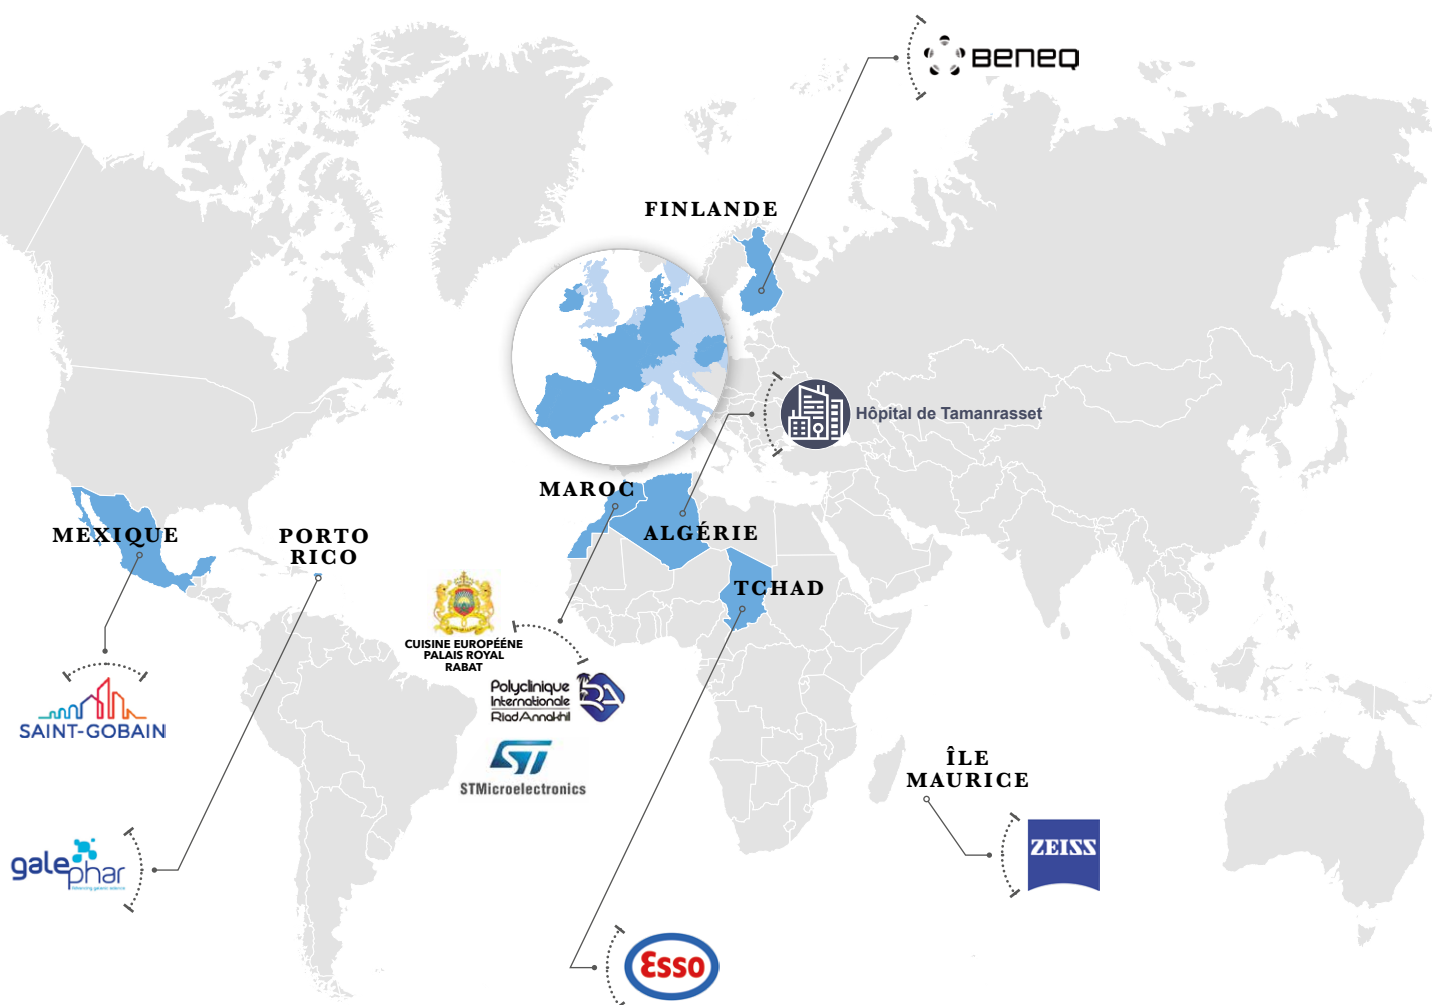 BENEQ
FINLANDE
Hôpital de Tamanrasset
MAROC
ALGÉRIE
MEXIQUE
PORTO
RICO
TCHAD
CUISINE EUROPÉÉNE
PALAIS ROYAL
RABAT
Polyclinique
Internationale
Riad Annakhil
SAINT-GOBAIN
ST
STMicroelectronics
ÎLE
MAURICE
ZEISS
galephar
Esso